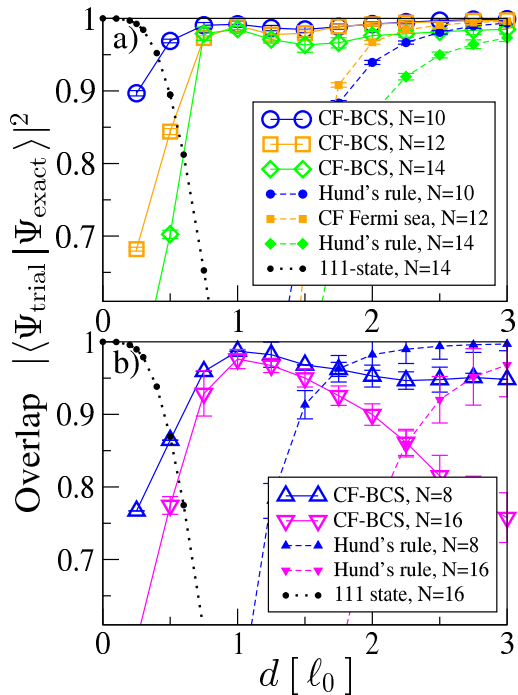 1
a)
0.9
0.8
0.7
CF-BCS, N=10
CF-BCS, N=12
CF-BCS, N=14
Hund's rule, N=10
CF Fermi sea, N=12
Hund's rule, N=14
111-state, N=14
0 1 2 3
Overlap |⟨Ψtrial|Ψexact⟩|²
1
b)
0.9
0.8
0.7
CF-BCS, N=8
CF-BCS, N=16
Hund's rule, N=8
Hund's rule, N=16
111 state, N=16
0 1 2 3
d [ ℓ0 ]